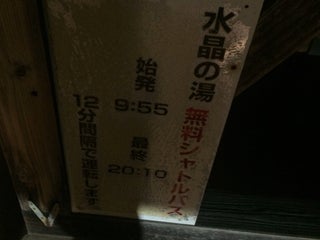 水晶の湯
無料シャトルバス
始発
9:55
最終
20:10
12分間隔で運転します。